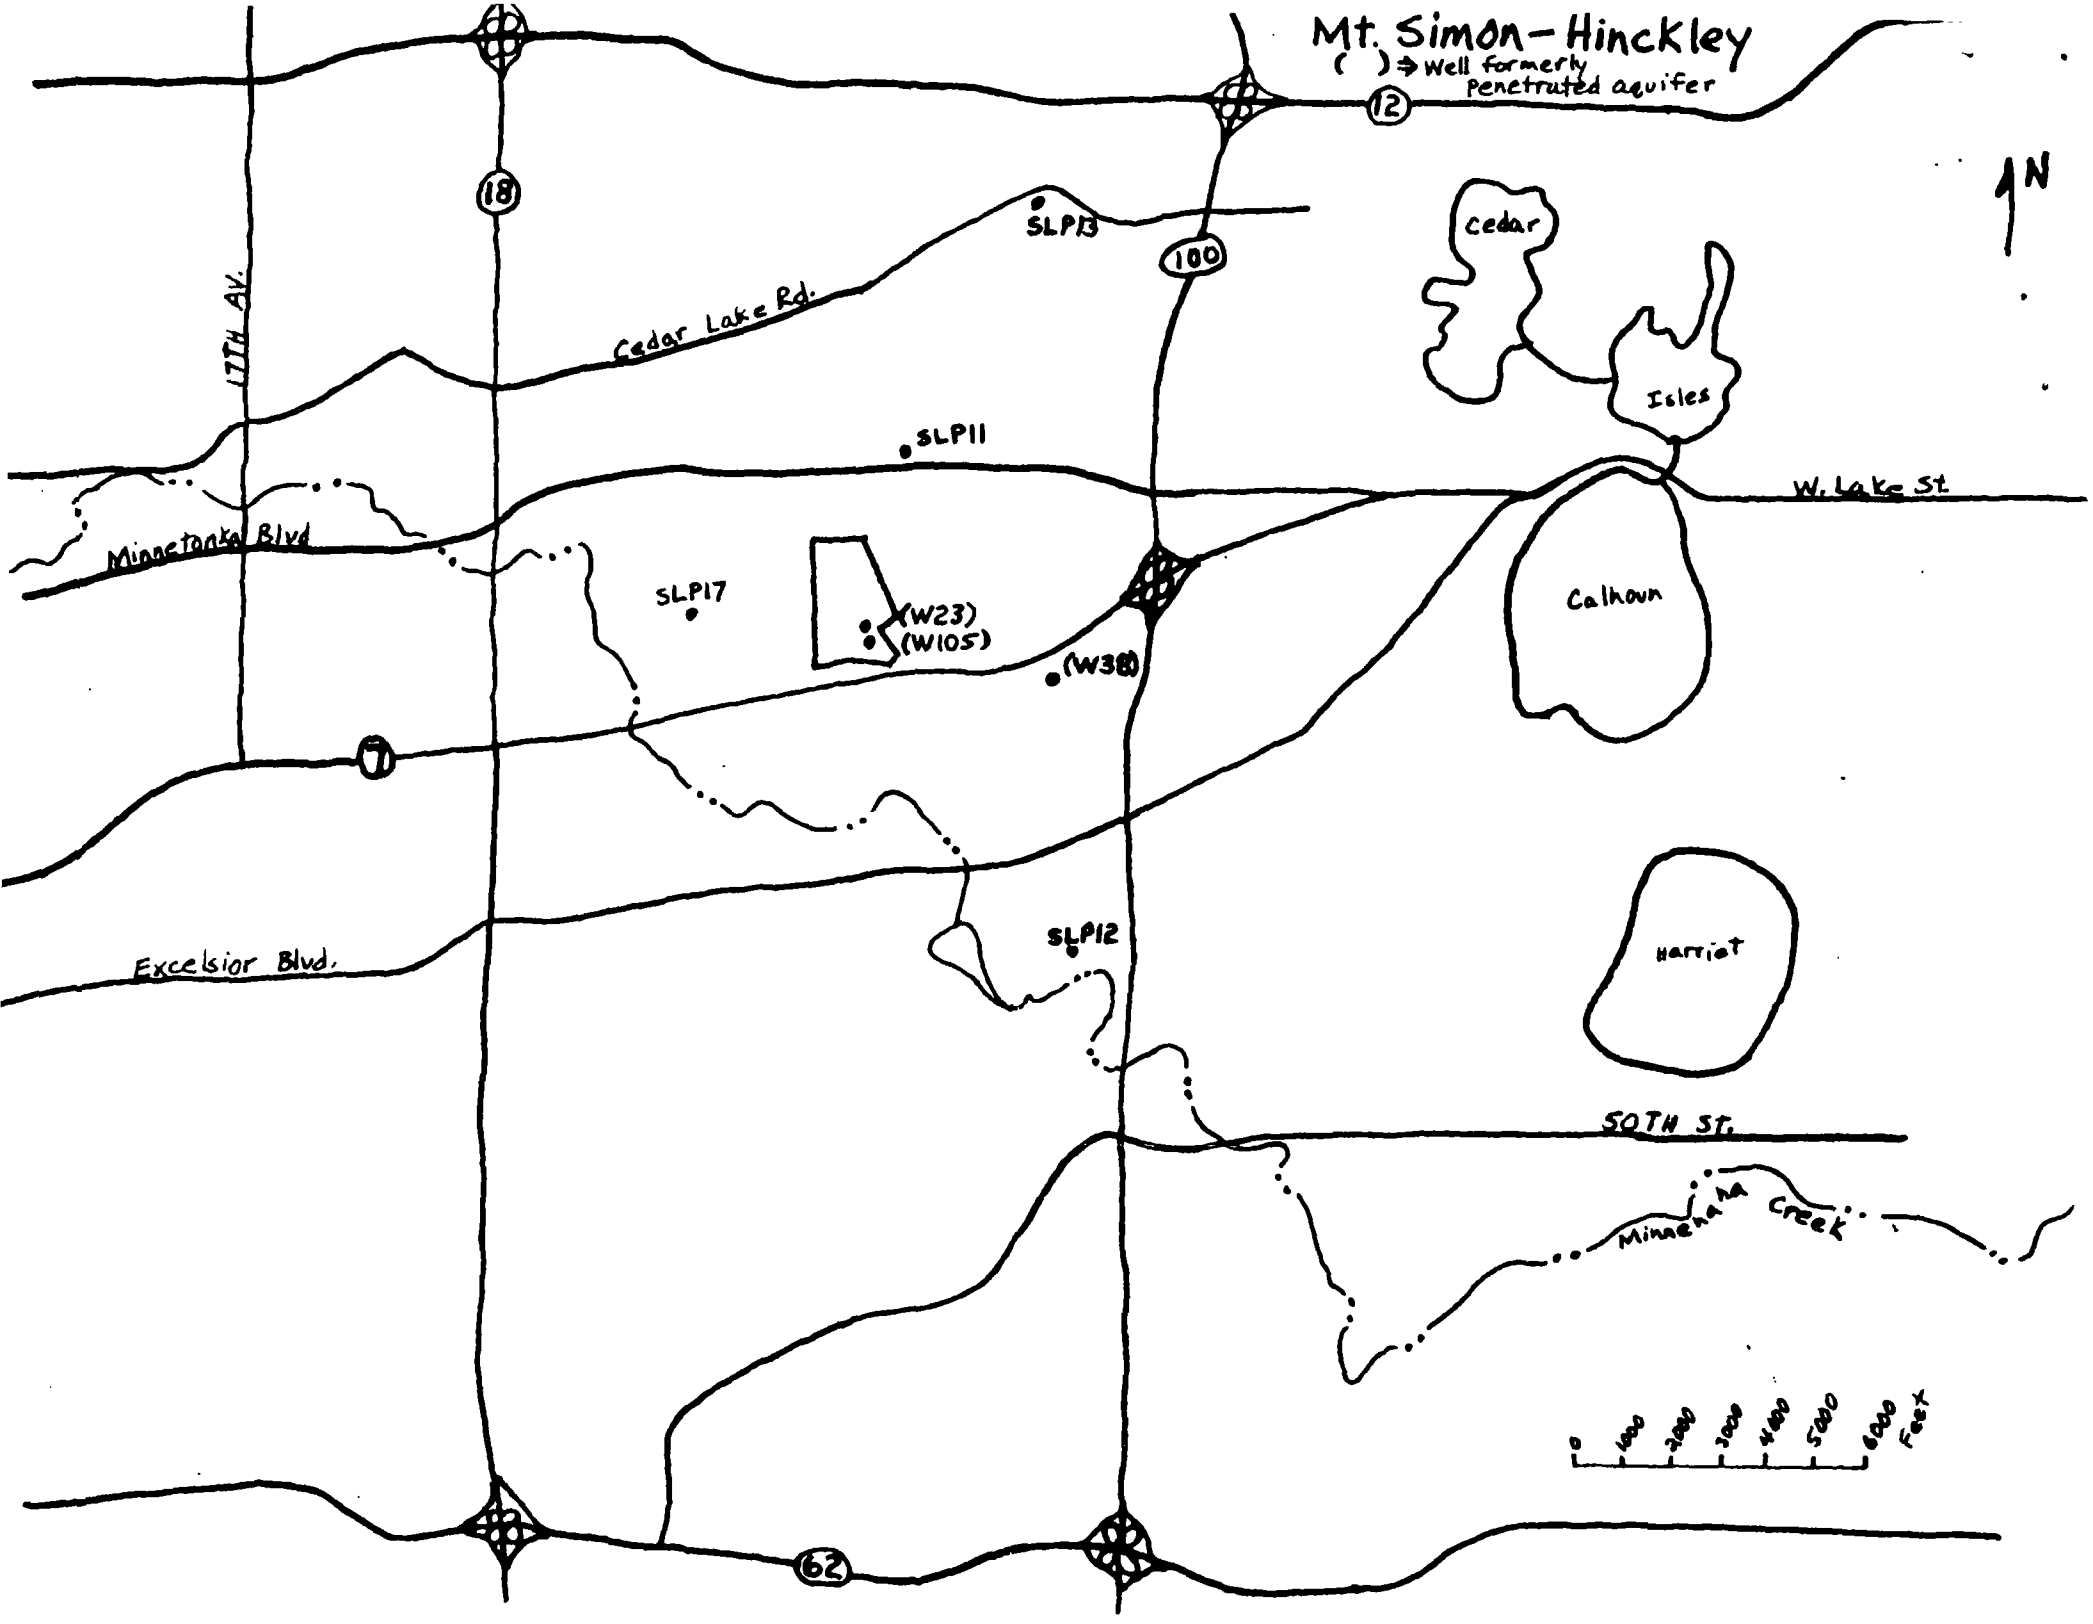 Mt. Simon-Hinckley
( ) ⇒ Well formerly
Penetrated aquifer
12
N
18
SLP13
Cedar
100
17TH AV.
Cedar Lake Rd.
Isles
SLP11
W. Lake St
Minnetonka Blvd
SLP17
Calhoun
(W23)
(W105)
(W38)
7
SLP12
Harriet
Excelsior Blvd.
50TH ST.
Minneha ha Creek
0 1000 2000 3000 4000 5000 6000 Feet
62